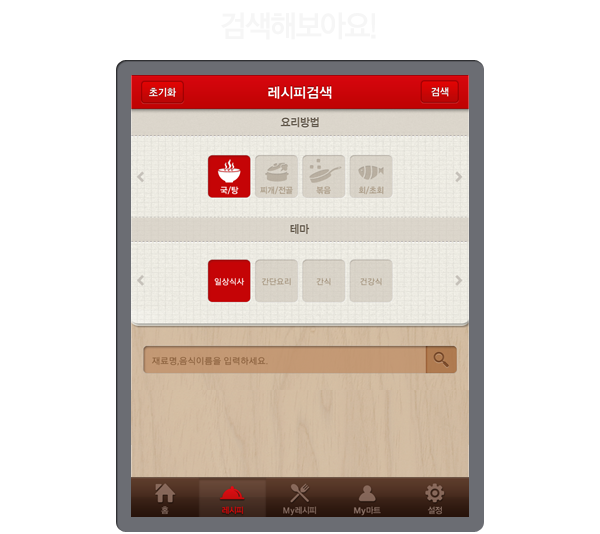 검색해보아요!
초기화 레시피검색 검색
요리방법
국/탕 찌개/전골 볶음 회/초회
테마
일상식사 간단요리 간식 건강식
재료명,음식이름을 입력하세요.
홈 레시피 My레시피 My마트 설정